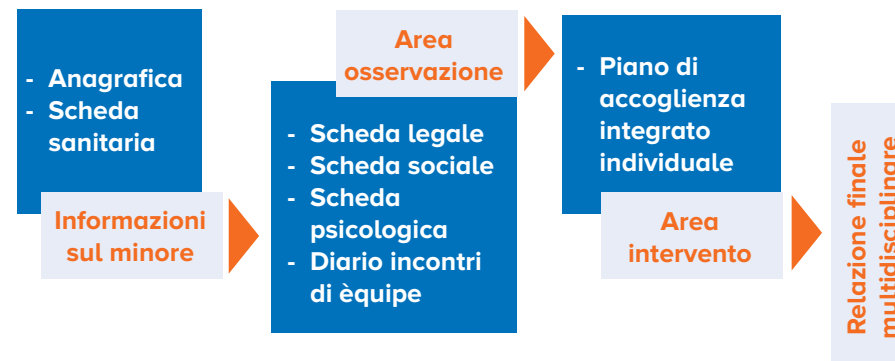 - Anagrafica
- Scheda
sanitaria
Informazioni
sul minore
Area
osservazione
- Scheda legale
- Scheda sociale
- Scheda
psicologica
- Diario incontri
di èquipe
- Piano di
accoglienza
integrato
individuale
Area
intervento
Relazione finale
multidisciplinare